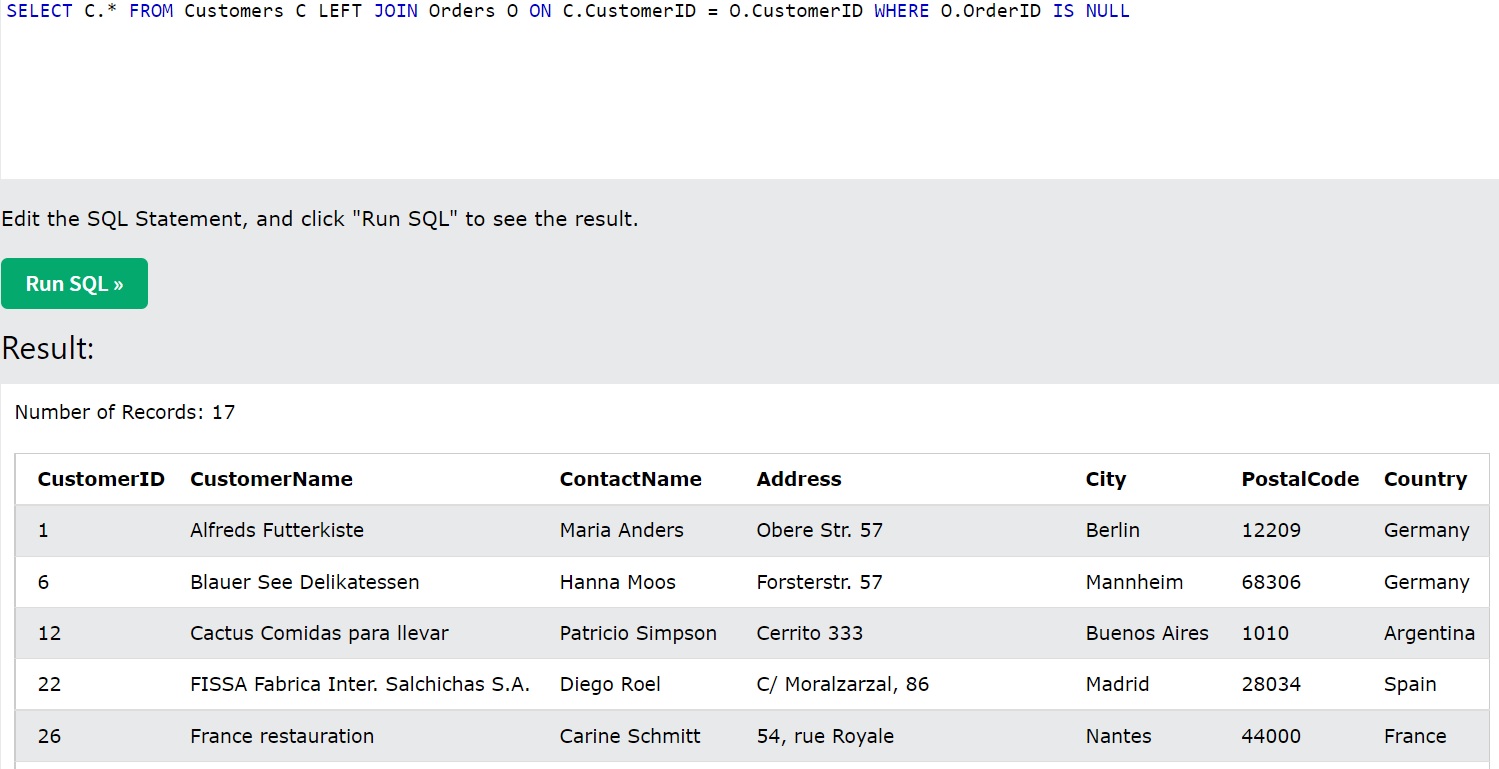 SELECT C.* FROM Customers C LEFT JOIN Orders O ON C.CustomerID = O.CustomerID WHERE O.OrderID IS NULL
Edit the SQL Statement, and click "Run SQL" to see the result.
Run SQL »
Result:
Number of Records: 17
CustomerID CustomerName ContactName Address City PostalCode Country
1 Alfreds Futterkiste Maria Anders Obere Str. 57 Berlin 12209 Germany
6 Blauer See Delikatessen Hanna Moos Forsterstr. 57 Mannheim 68306 Germany
12 Cactus Comidas para llevar Patricio Simpson Cerrito 333 Buenos Aires 1010 Argentina
22 FISSA Fabrica Inter. Salchichas S.A. Diego Roel C/ Moralzarzal, 86 Madrid 28034 Spain
26 France restauration Carine Schmitt 54, rue Royale Nantes 44000 France